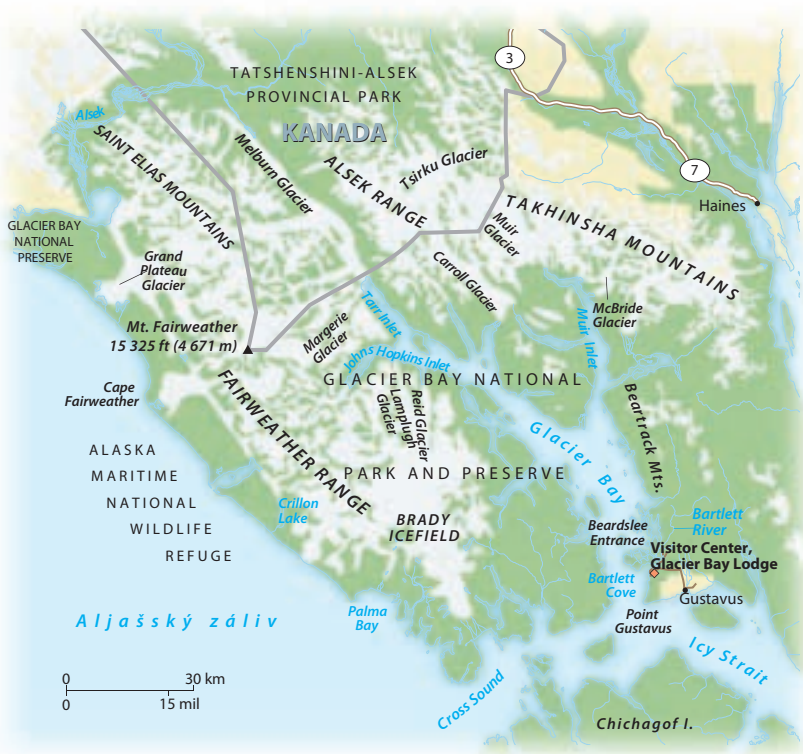 3
TATSHENSHINI-ALSEK
PROVINCIAL PARK
KANADA
Alsek
SAINT ELIAS MOUNTAINS
Melburn Glacier
ALSEK RANGE
Tsirku Glacier
7
Haines
TAKHINSHA MOUNTAINS
Muir
Glacier
GLACIER BAY
NATIONAL
PRESERVE
Grand
Plateau
Glacier
Carroll Glacier
McBride
Glacier
Tarr Inlet
Muir Inlet
Mt. Fairweather
15 325 ft (4 671 m)
Margerie
Glacier
Johns Hopkins Inlet
GLACIER BAY NATIONAL
Cape
Fairweather
FAIRWEATHER RANGE
Reid Glacier
Lamplugh
Glacier
Beartrack Mts.
Glacier Bay
ALASKA
MARITIME
NATIONAL
WILDLIFE
REFUGE
PARK AND PRESERVE
Crillon
Lake
BRADY
ICEFIELD
Beardslee
Entrance
Bartlett
River
Visitor Center,
Glacier Bay Lodge
Bartlett
Cove
Gustavus
Point
Gustavus
Palma
Bay
Aljašský záliv
Icy Strait
Cross Sound
0 30 km
0 15 mil
Chichagof I.